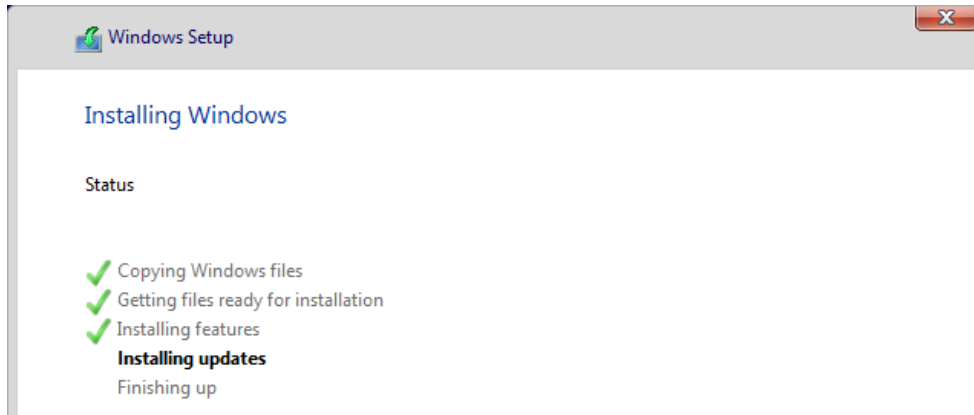 Windows Setup
Installing Windows
Status
Copying Windows files
Getting files ready for installation
Installing features
Installing updates
Finishing up